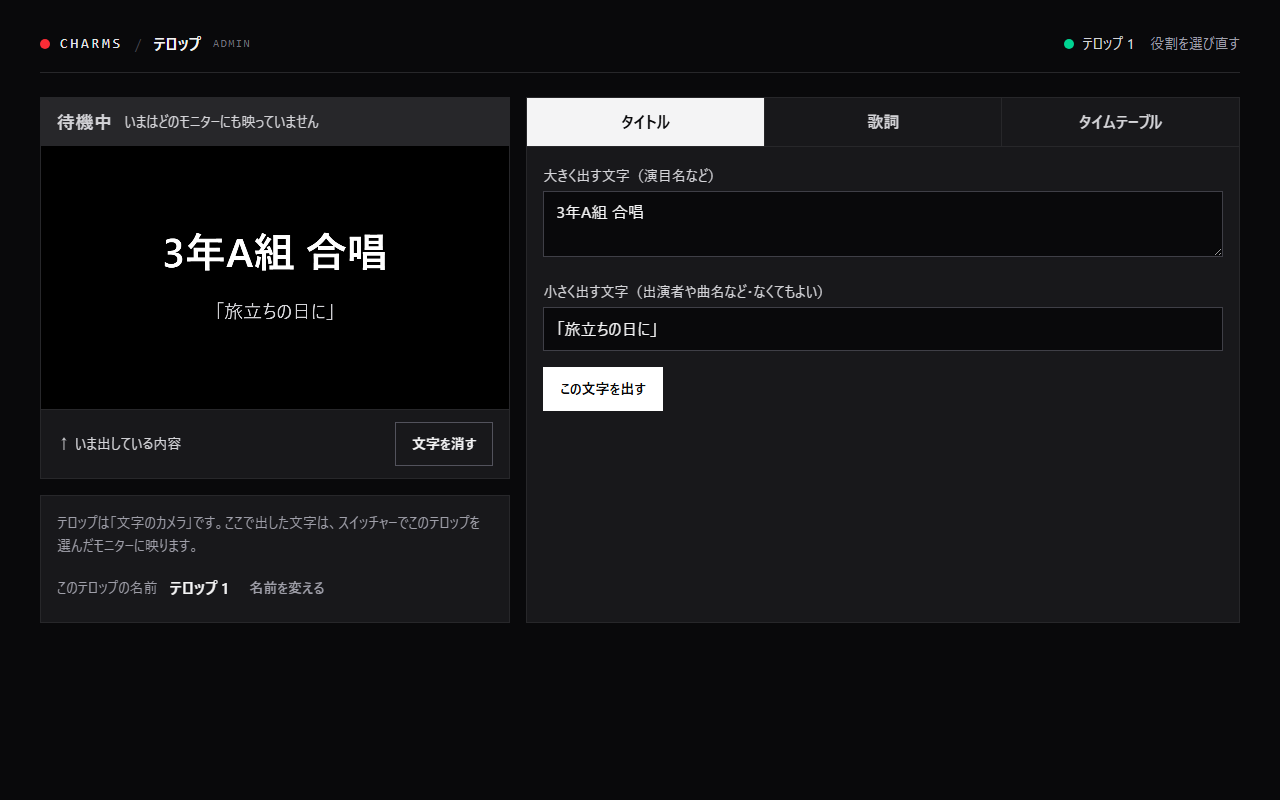 CHARMS / テロップ ADMIN
テロップ 1 役割を選び直す
待機中 いまはどのモニターにも映っていません
3年A組 合唱
「旅立ちの日に」
↑ いま出している内容
文字を消す
テロップは「文字のカメラ」です。ここで出した文字は、スイッチャーでこのテロップを
選んだモニターに映ります。
このテロップの名前 テロップ 1 名前を変える
タイトル 歌詞 タイムテーブル
大きく出す文字（演目名など）
3年A組 合唱
小さく出す文字（出演者や曲名など・なくてもよい）
「旅立ちの日に」
この文字を出す